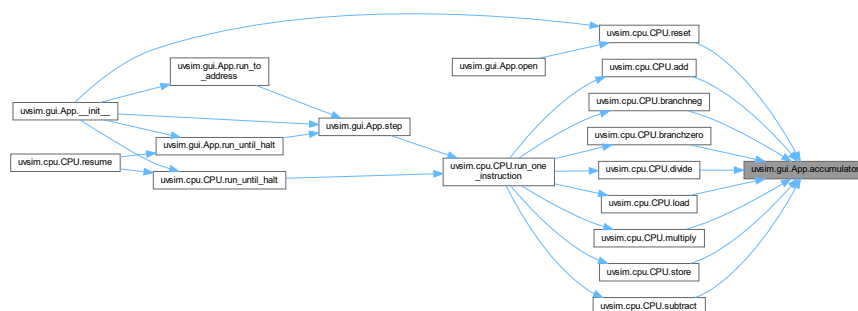 uvsim.cpu.CPU.reset
uvsim.gui.App.run_to
_address
uvsim.gui.App.open
uvsim.cpu.CPU.add
uvsim.cpu.CPU.branchneg
uvsim.gui.App.__init__
uvsim.gui.App.step
uvsim.cpu.CPU.branchzero
uvsim.gui.App.run_until_halt
uvsim.cpu.CPU.resume
uvsim.cpu.CPU.run_one
_instruction
uvsim.cpu.CPU.divide
uvsim.gui.App.accumulator
uvsim.cpu.CPU.run_until_halt
uvsim.cpu.CPU.load
uvsim.cpu.CPU.multiply
uvsim.cpu.CPU.store
uvsim.cpu.CPU.subtract